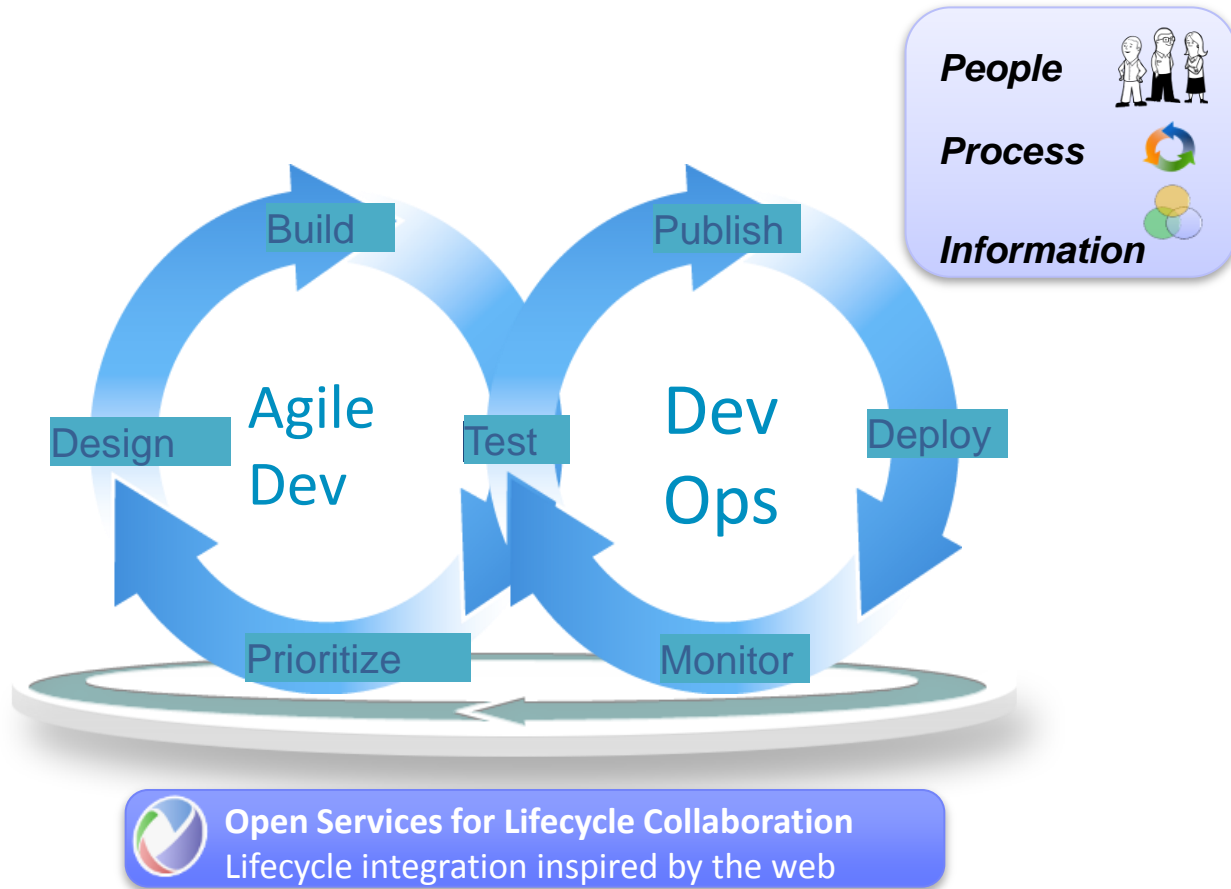 People
Process
Information
Build
Publish
Agile
Dev
Dev
Ops
Design
Test
Deploy
Prioritize
Monitor
Open Services for Lifecycle Collaboration
Lifecycle integration inspired by the web